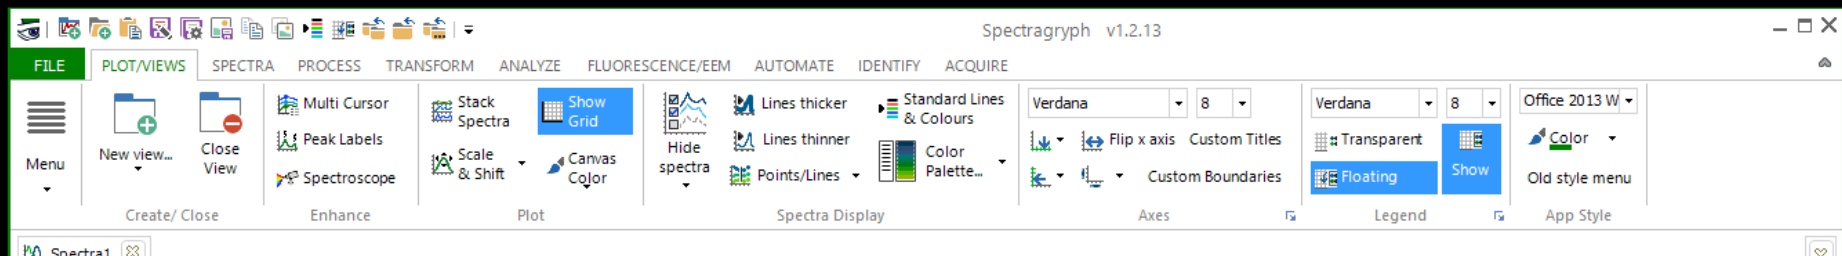 Spectragryph v1.2.13
FILE PLOT/VIEWS SPECTRA PROCESS TRANSFORM ANALYZE FLUORESCENCE/EEM AUTOMATE IDENTIFY ACQUIRE
Menu
New view...
Close
View
Create/ Close
Multi Cursor
Peak Labels
Spectroscope
Enhance
Stack
Spectra
Scale
& Shift
Show
Grid
Canvas
Color
Plot
Hide
spectra
Lines thicker
Lines thinner
Points/Lines
Standard Lines
& Colours
Color
Palette...
Spectra Display
Verdana 8
Flip x axis Custom Titles
Custom Boundaries
Axes
Verdana 8
Transparent
Floating
Show
Legend
Office 2013 W
Color
Old style menu
App Style
Spectra1